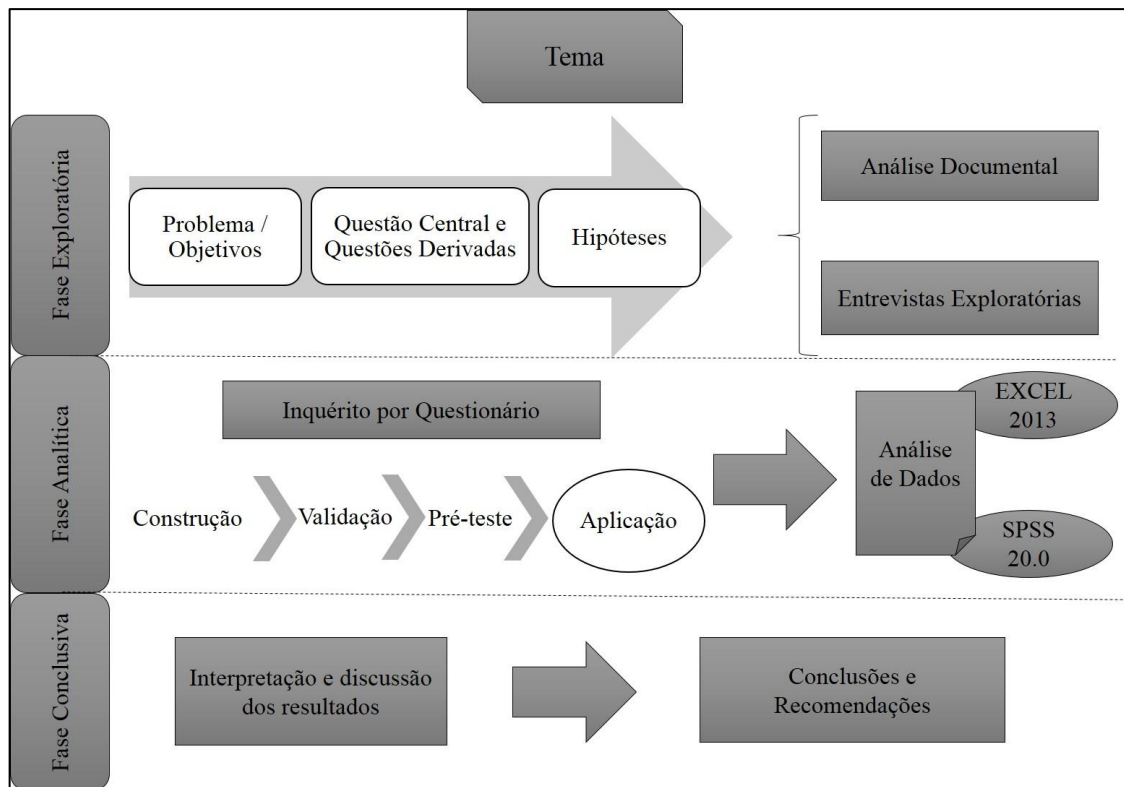 Tema
Fase Exploratória
Problema /
Objetivos
Questão Central e
Questões Derivadas
Hipóteses
Análise Documental
Entrevistas Exploratórias
Fase Analítica
Inquérito por Questionário
Construção
Validação
Pré-teste
Aplicação
Análise
de Dados
EXCEL
2013
SPSS
20.0
Fase Conclusiva
Interpretação e discussão
dos resultados
Conclusões e
Recomendações